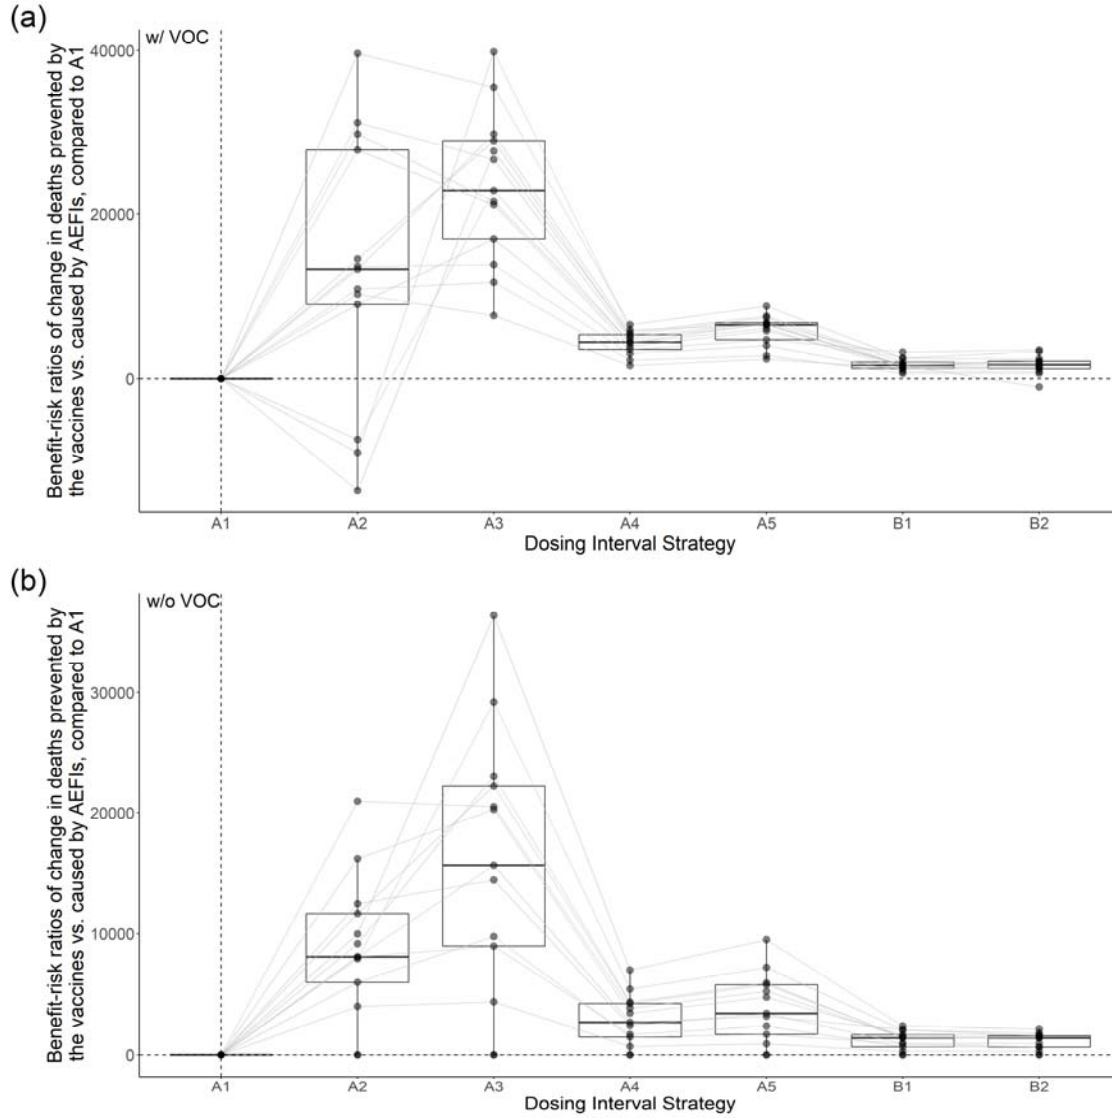 (a)
w/ VOC
Benefit-risk ratios of change in deaths prevented by
the vaccines vs. caused by AEFIs, compared to A1
40000
20000
0
A1 A2 A3 A4 A5 B1 B2
Dosing Interval Strategy
(b)
w/o VOC
Benefit-risk ratios of change in deaths prevented by
the vaccines vs. caused by AEFIs, compared to A1
30000
20000
10000
0
A1 A2 A3 A4 A5 B1 B2
Dosing Interval Strategy